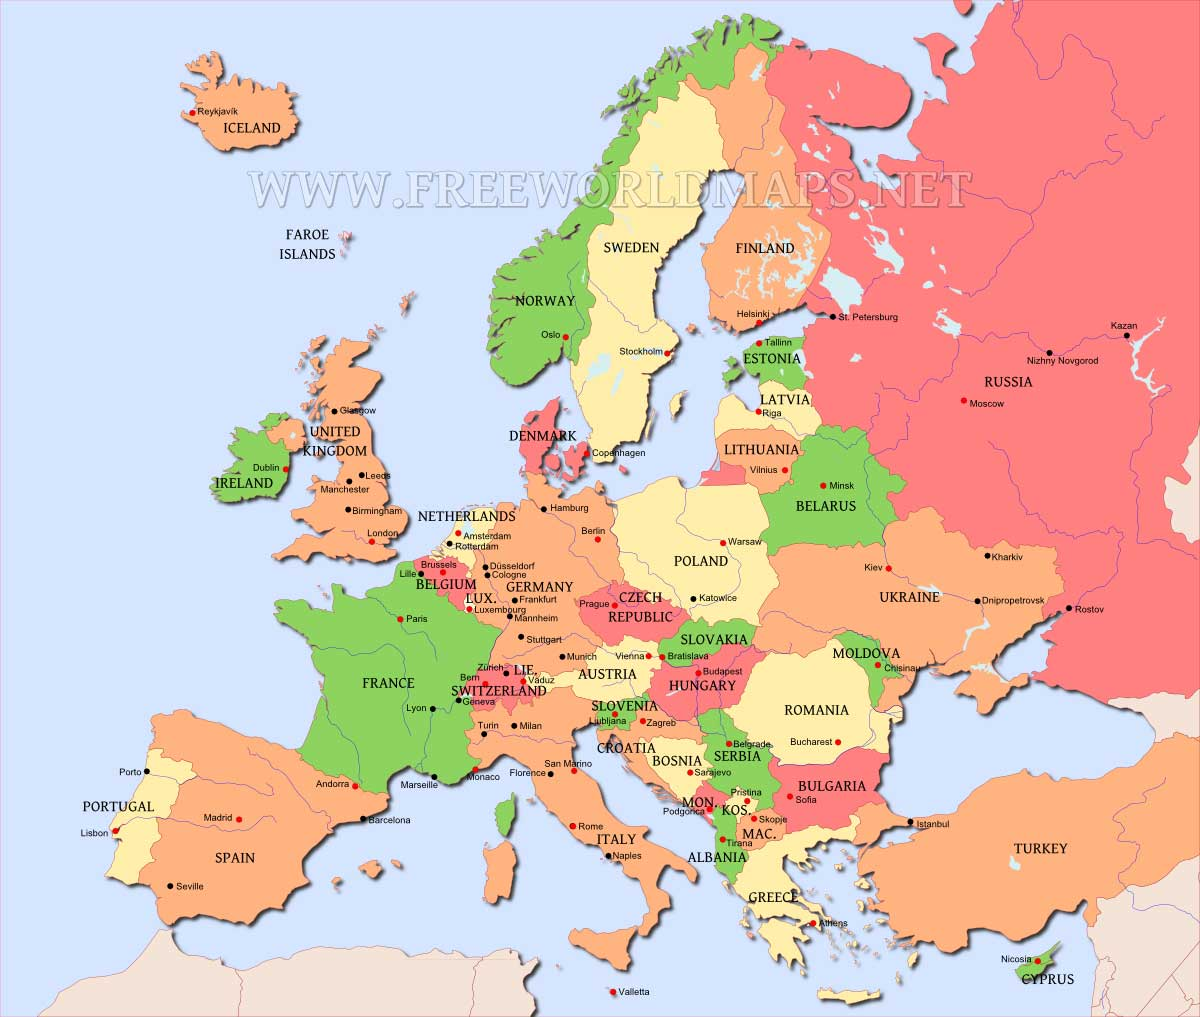 Reykjavík
ICELAND
WWW.FREEWORLDMAPS.NET
FAROE
ISLANDS
SWEDEN
FINLAND
NORWAY
Helsinki
St. Petersburg
Oslo
Tallinn
Kazan
Stockholm
ESTONIA
Nizhny Novgorod
RUSSIA
LATVIA
Moscow
Riga
Glasgow
UNITED
KINGDOM
DENMARK
Copenhagen
LITHUANIA
Vilnius
Dublin
IRELAND
Leeds
Manchester
Minsk
BELARUS
Birmingham
London
NETHERLANDS
Hamburg
Amsterdam
Rotterdam
Berlin
Warsaw
POLAND
Kharkiv
Kiev
Brussels
Lille
BELGIUM
Düsseldorf
Cologne
GERMANY
LUX.
Luxembourg
Frankfurt
Mannheim
Prague
CZECH
REPUBLIC
Katowice
UKRAINE
Dnipropetrovsk
Rostov
Paris
Stuttgart
SLOVAKIA
MOLDOVA
Chisinau
Munich
Vienna
Bratislava
Zürich
LIE.
Bern
Vaduz
SWITZERLAND
Geneva
AUSTRIA
Budapest
HUNGARY
FRANCE
Lyon
SLOVENIA
Ljubljana
Zagreb
ROMANIA
Turin
Milan
CROATIA
Belgrade
SERBIA
Bucharest
Porto
San Marino
Florence
BOSNIA
Sarajevo
Monaco
Marseille
Andorra
PORTUGAL
MON.
Podgorica
Pristina
KOS.
BULGARIA
Sofia
Lisbon
Madrid
Barcelona
Rome
ITALY
Skopje
MAC.
Istanbul
Tirana
ALBANIA
TURKEY
SPAIN
Naples
Seville
GREECE
Athens
Nicosia
CYPRUS
Valletta